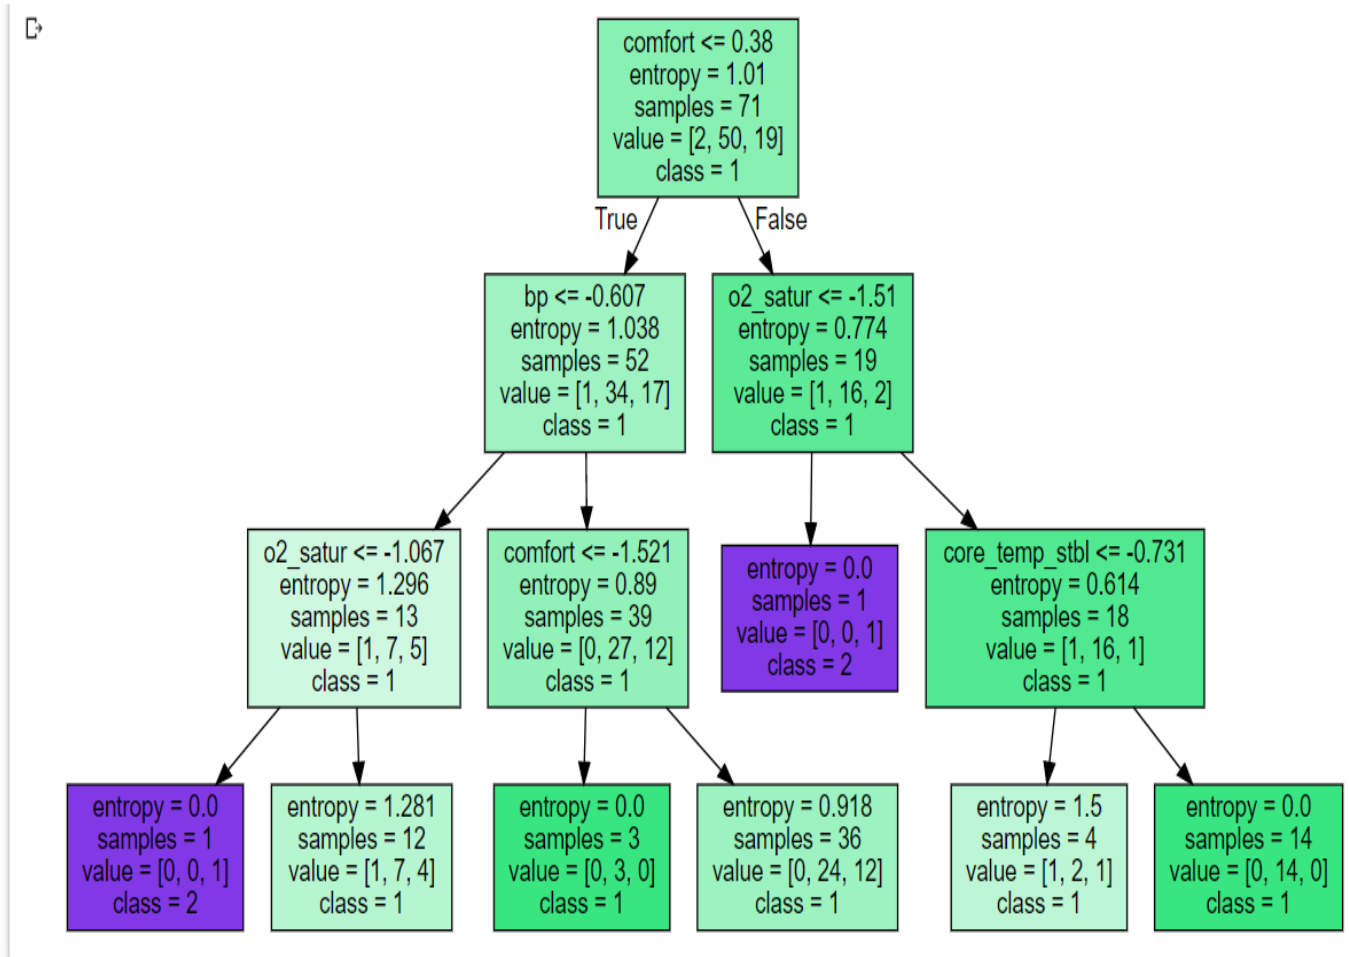 comfort <= 0.38
entropy = 1.01
samples = 71
value = [2, 50, 19]
class = 1
True
False
bp <= -0.607
entropy = 1.038
samples = 52
value = [1, 34, 17]
class = 1
o2_satur <= -1.51
entropy = 0.774
samples = 19
value = [1, 16, 2]
class = 1
o2_satur <= -1.067
entropy = 1.296
samples = 13
value = [1, 7, 5]
class = 1
comfort <= -1.521
entropy = 0.89
samples = 39
value = [0, 27, 12]
class = 1
entropy = 0.0
samples = 1
value = [0, 0, 1]
class = 2
core_temp_stbl <= -0.731
entropy = 0.614
samples = 18
value = [1, 16, 1]
class = 1
entropy = 0.0
samples = 1
value = [0, 0, 1]
class = 2
entropy = 1.281
samples = 12
value = [1, 7, 4]
class = 1
entropy = 0.0
samples = 3
value = [0, 3, 0]
class = 1
entropy = 0.918
samples = 36
value = [0, 24, 12]
class = 1
entropy = 1.5
samples = 4
value = [1, 2, 1]
class = 1
entropy = 0.0
samples = 14
value = [0, 14, 0]
class = 1